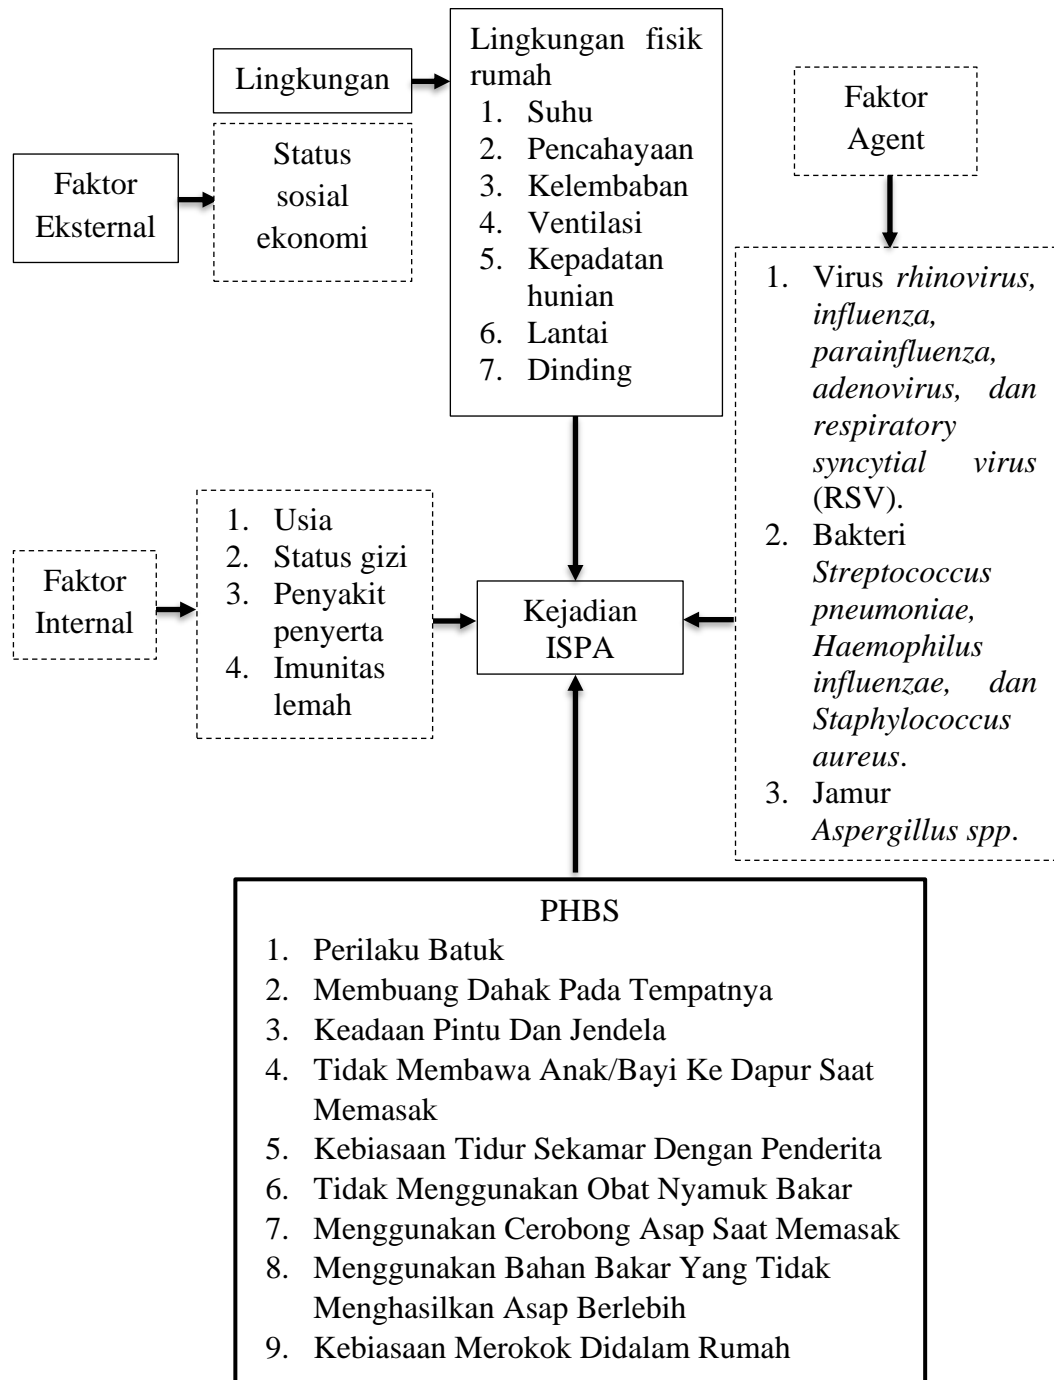 Lingkungan
Lingkungan fisik
rumah
1. Suhu
2. Pencahayaan
3. Kelembaban
4. Ventilasi
5. Kepadatan
hunian
6. Lantai
7. Dinding
Faktor
Agent
Faktor
Eksternal
Status
sosial
ekonomi
1. Virus rhinovirus,
influenza,
parainfluenza,
adenovirus, dan
respiratory
syncytial virus
(RSV).
2. Bakteri
Streptococcus
pneumoniae,
Haemophilus
influenzae, dan
Staphylococcus
aureus.
3. Jamur
Aspergillus spp.
Faktor
Internal
1. Usia
2. Status gizi
3. Penyakit
penyerta
4. Imunitas
lemah
Kejadian
ISPA
PHBS
1. Perilaku Batuk
2. Membuang Dahak Pada Tempatnya
3. Keadaan Pintu Dan Jendela
4. Tidak Membawa Anak/Bayi Ke Dapur Saat
Memasak
5. Kebiasaan Tidur Sekamar Dengan Penderita
6. Tidak Menggunakan Obat Nyamuk Bakar
7. Menggunakan Cerobong Asap Saat Memasak
8. Menggunakan Bahan Bakar Yang Tidak
Menghasilkan Asap Berlebih
9. Kebiasaan Merokok Didalam Rumah